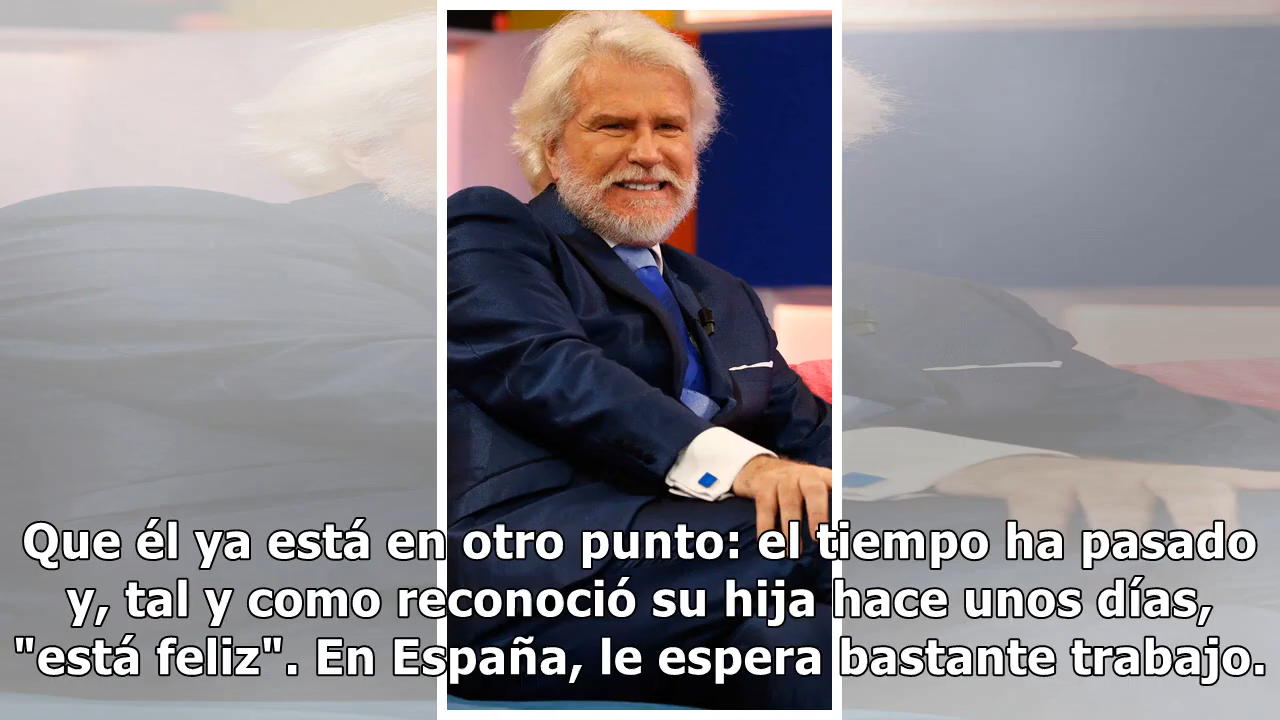 Que él ya está en otro punto: el tiempo ha pasado
y, tal y como reconoció su hija hace unos días,
"está feliz". En España, le espera bastante trabajo.